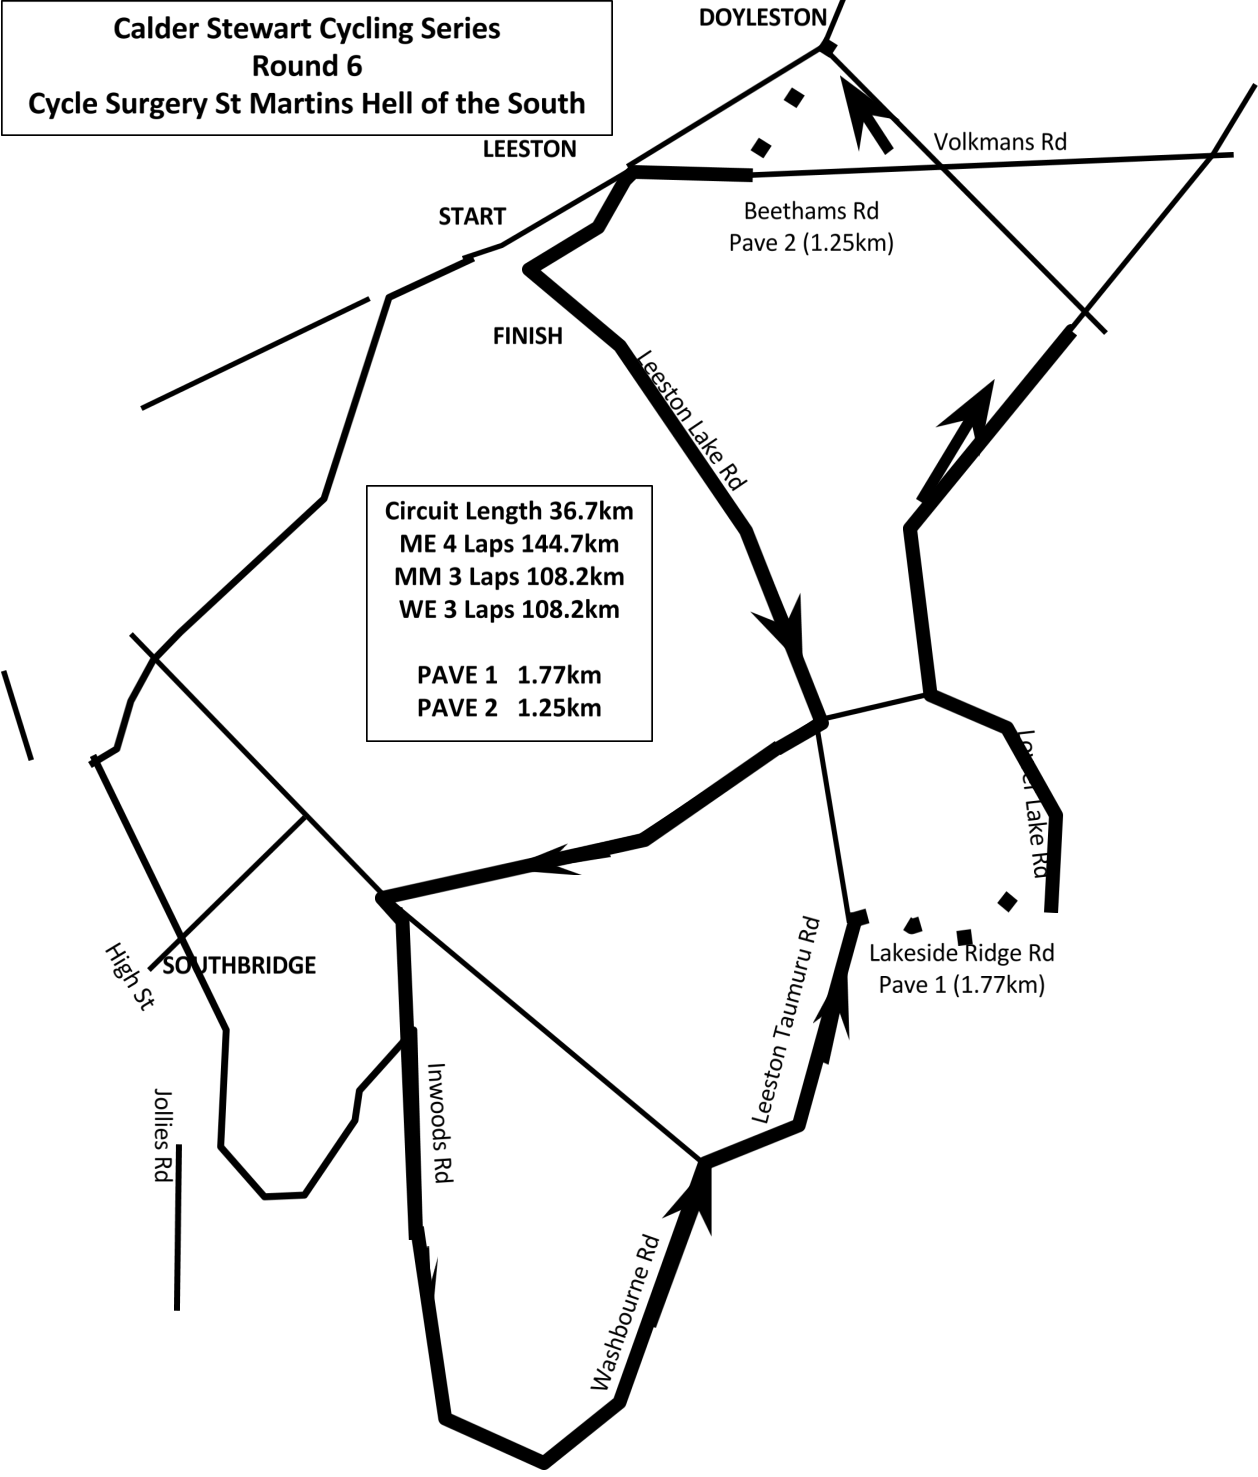 Calder Stewart Cycling Series
Round 6
Cycle Surgery St Martins Hell of the South
DOYLESTON
LEESTON
Volkmans Rd
START
Beethams Rd
Pave 2 (1.25km)
FINISH
Leeston Lake Rd
Circuit Length 36.7km
ME 4 Laps 144.7km
MM 3 Laps 108.2km
WE 3 Laps 108.2km
PAVE 1 1.77km
PAVE 2 1.25km
Lower Lake Rd
High St
SOUTHBRIDGE
Lakeside Ridge Rd
Pave 1 (1.77km)
Leeston Taumuru Rd
Inwoods Rd
Jollies Rd
Washbourne Rd